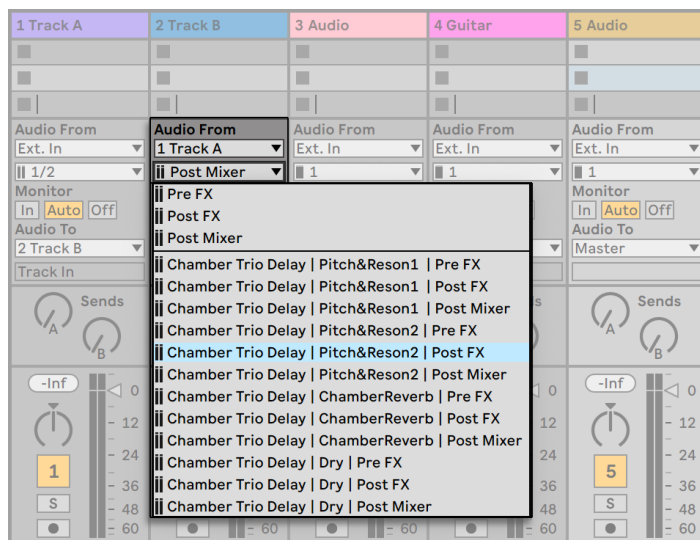 1 Track A
2 Track B
3 Audio
4 Guitar
5 Audio
Audio From
Audio From
Audio From
Audio From
Audio From
Ext. In
1 Track A
Ext. In
Ext. In
Ext. In
1/2
Post Mixer
1
1
1
Monitor
Pre FX
Monitor
In Auto Off
Post FX
In Auto Off
Audio To
Post Mixer
Audio To
2 Track B
Master
Track In
Chamber Trio Delay | Pitch&Reson1 | Pre FX
Chamber Trio Delay | Pitch&Reson1 | Post FX
Sends
Chamber Trio Delay | Pitch&Reson1 | Post Mixer
s
Sends
A
Chamber Trio Delay | Pitch&Reson2 | Pre FX
A
B
Chamber Trio Delay | Pitch&Reson2 | Post FX
B
Chamber Trio Delay | Pitch&Reson2 | Post Mixer
-Inf
0
Chamber Trio Delay | ChamberReverb | Pre FX
0
-Inf
0
12
Chamber Trio Delay | ChamberReverb | Post FX
12
12
Chamber Trio Delay | ChamberReverb | Post Mixer
24
Chamber Trio Delay | Dry | Pre FX
24
24
1
5
36
Chamber Trio Delay | Dry | Post FX
36
36
S
48
Chamber Trio Delay | Dry | Post Mixer
48
S
48
60
60
60
60
60